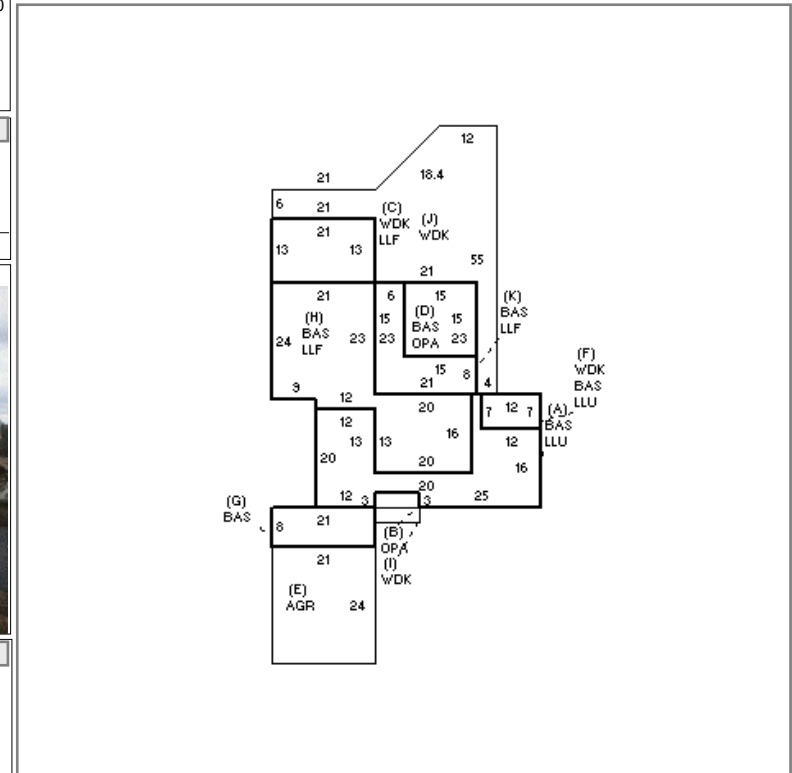 12
21
18.4
6
21
(C)
WDK
LLF
(J)
WDK
21
13
13
55
21
21
6
15
(K)
BAS
LLF
(H)
BAS
LLF
(D)
BAS
OPA
15
15
24
23
23
23
(F)
WDK
BAS
LLU
15
8
21
4
9
12
20
7
12
7
(A)
BAS
LLU
12
13
13
16
12
20
20
16
20
12
3
3
25
(G)
BAS
8
21
(B)
OPA
(I)
WDK
21
(E)
AGR
24